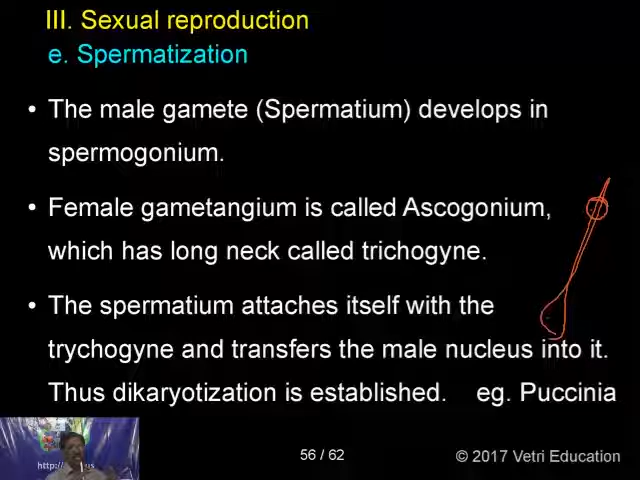 III. Sexual reproduction
e. Spermatization
• The male gamete (Spermatium) develops in
spermogonium.
• Female gametangium is called Ascogonium,
which has long neck called trichogyne.
• The spermatium attaches itself with the
trychogyne and transfers the male nucleus into it.
Thus dikaryotization is established. eg. Puccinia
56 / 62
© 2017 Vetri Education